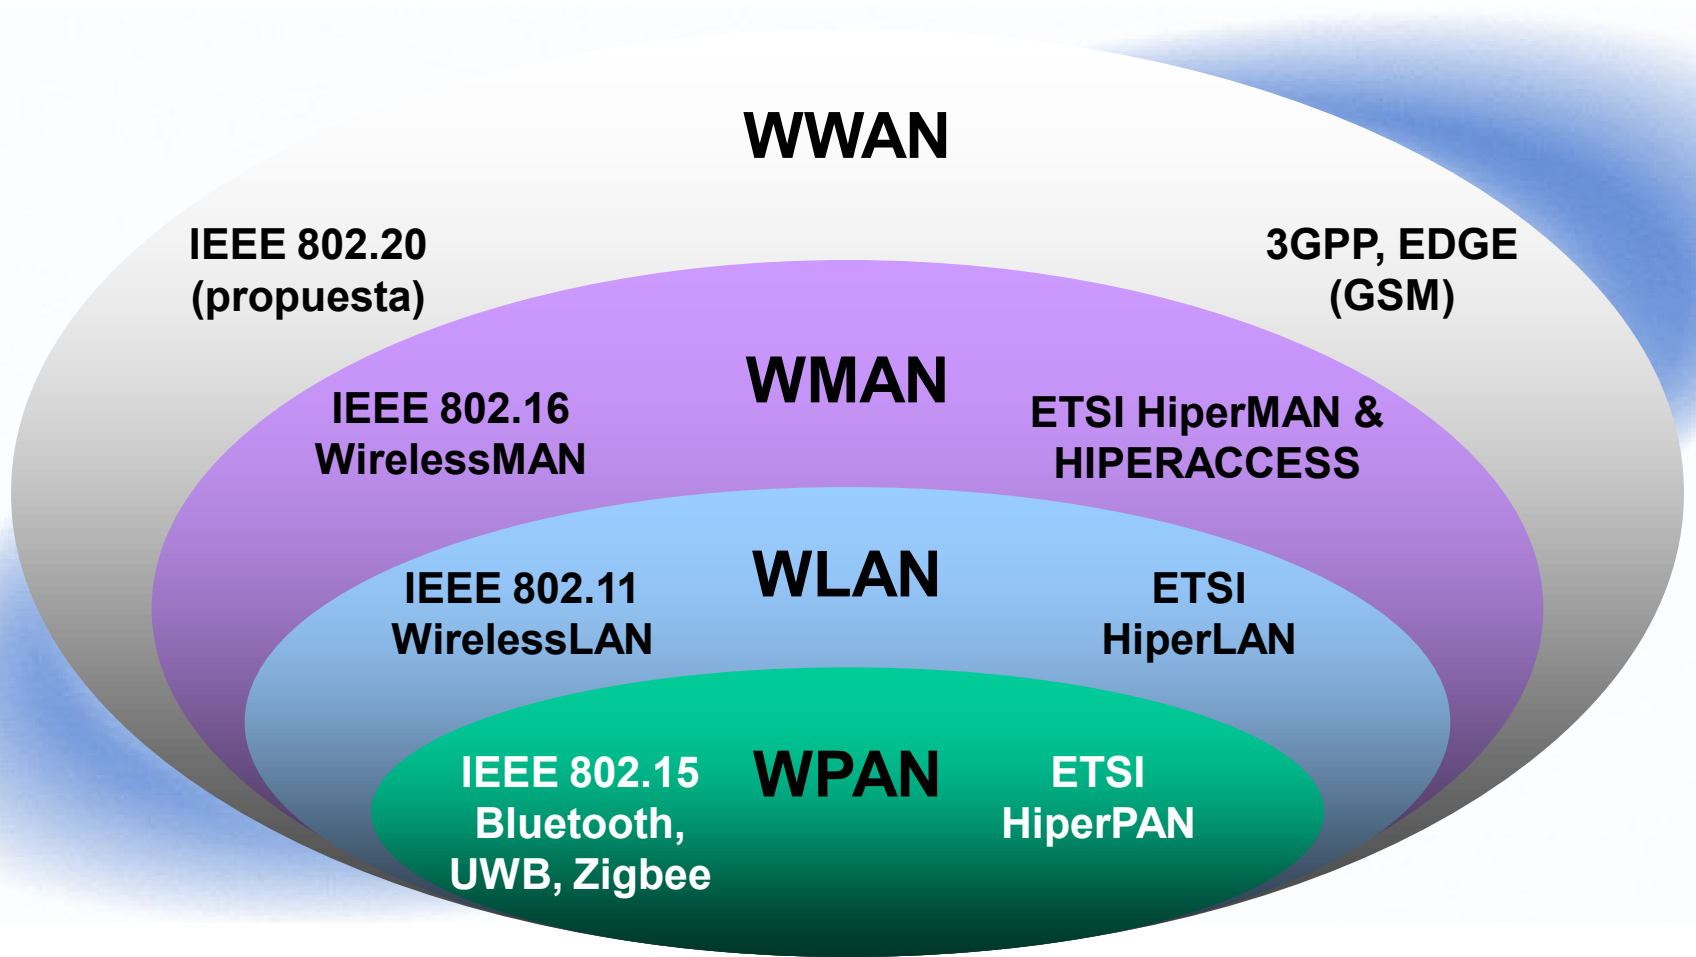 WWAN
IEEE 802.20
(propuesta)
3GPP, EDGE
(GSM)
WMAN
IEEE 802.16
WirelessMAN
ETSI HiperMAN &
HIPERACCESS
WLAN
IEEE 802.11
WirelessLAN
ETSI
HiperLAN
WPAN
IEEE 802.15
Bluetooth,
UWB, Zigbee
ETSI
HiperPAN